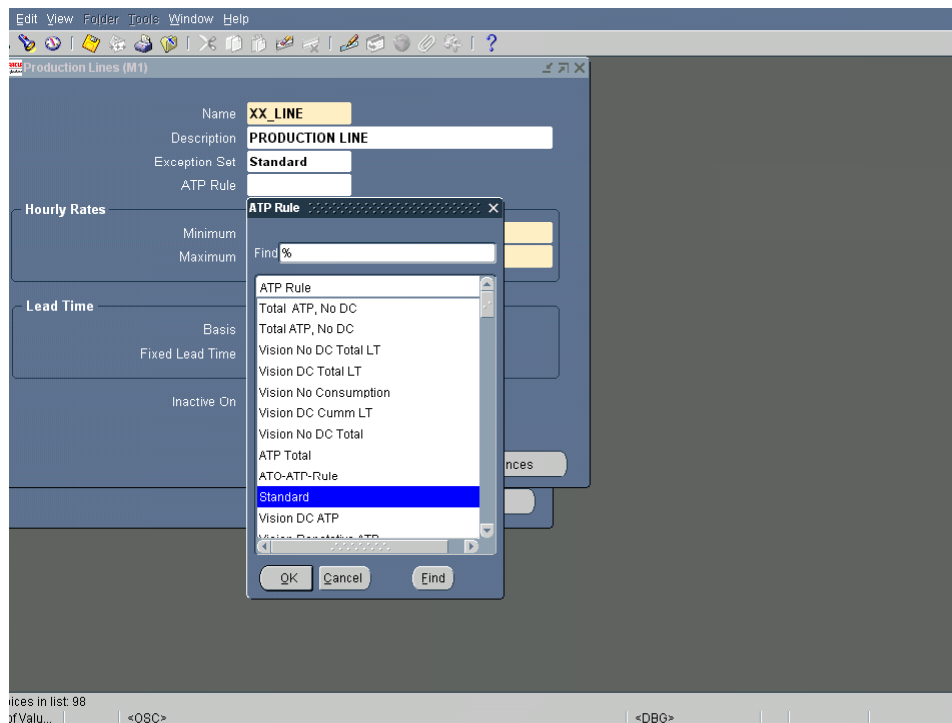 Edit View Folder Tools Window Help
Production Lines (M1)
Name XX_LINE
Description PRODUCTION LINE
Exception Set Standard
ATP Rule
Hourly Rates
Minimum
Maximum
Lead Time
Basis
Fixed Lead Time
Inactive On
ATP Rule
Find %
ATP Rule
Total ATP, No DC
Total ATP, No DC
Vision No DC Total LT
Vision DC Total LT
Vision No Consumption
Vision DC Cumm LT
Vision No DC Total
ATP Total
ATO-ATP-Rule
Standard
Vision DC ATP
OK Cancel Find
nces
oices in list: 98
of Valu... <OSC> <DBG>